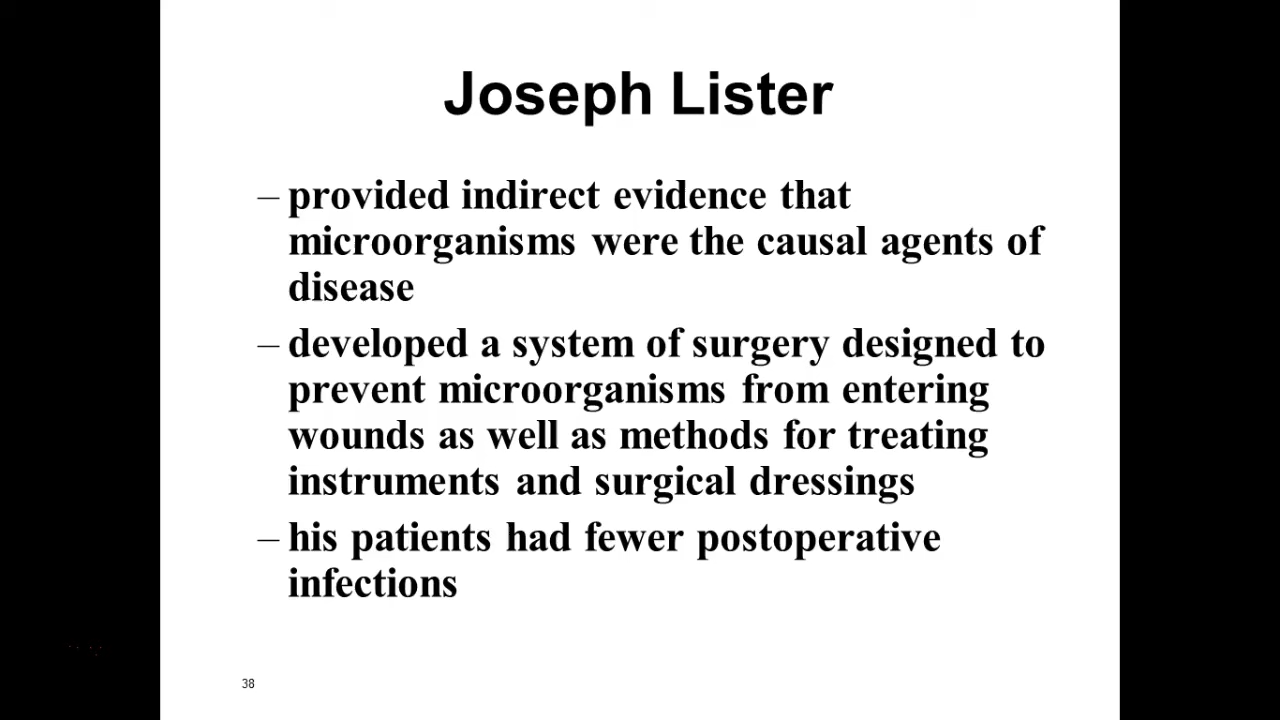 Joseph Lister
– provided indirect evidence that
microorganisms were the causal agents of
disease
– developed a system of surgery designed to
prevent microorganisms from entering
wounds as well as methods for treating
instruments and surgical dressings
– his patients had fewer postoperative
infections
38